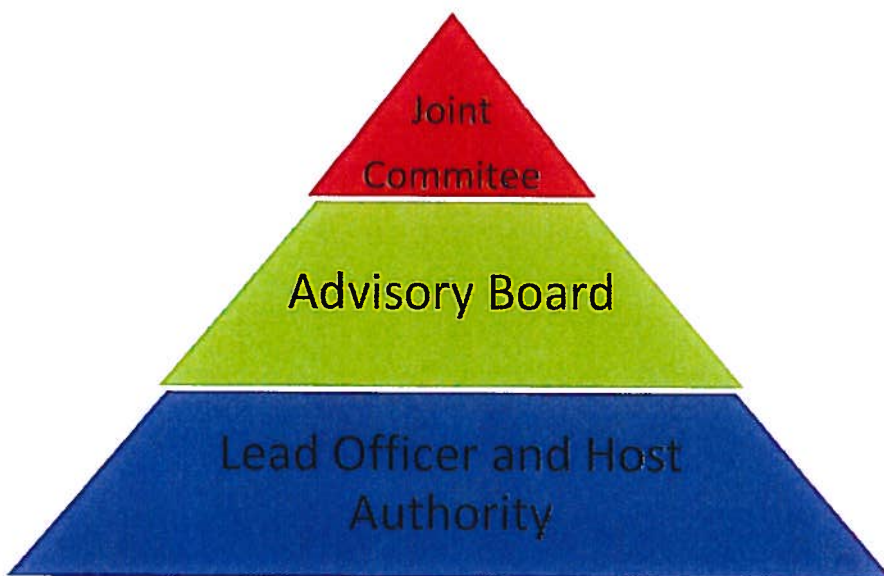 Joint
Commitee
Advisory Board
Lead Officer and Host
Authority